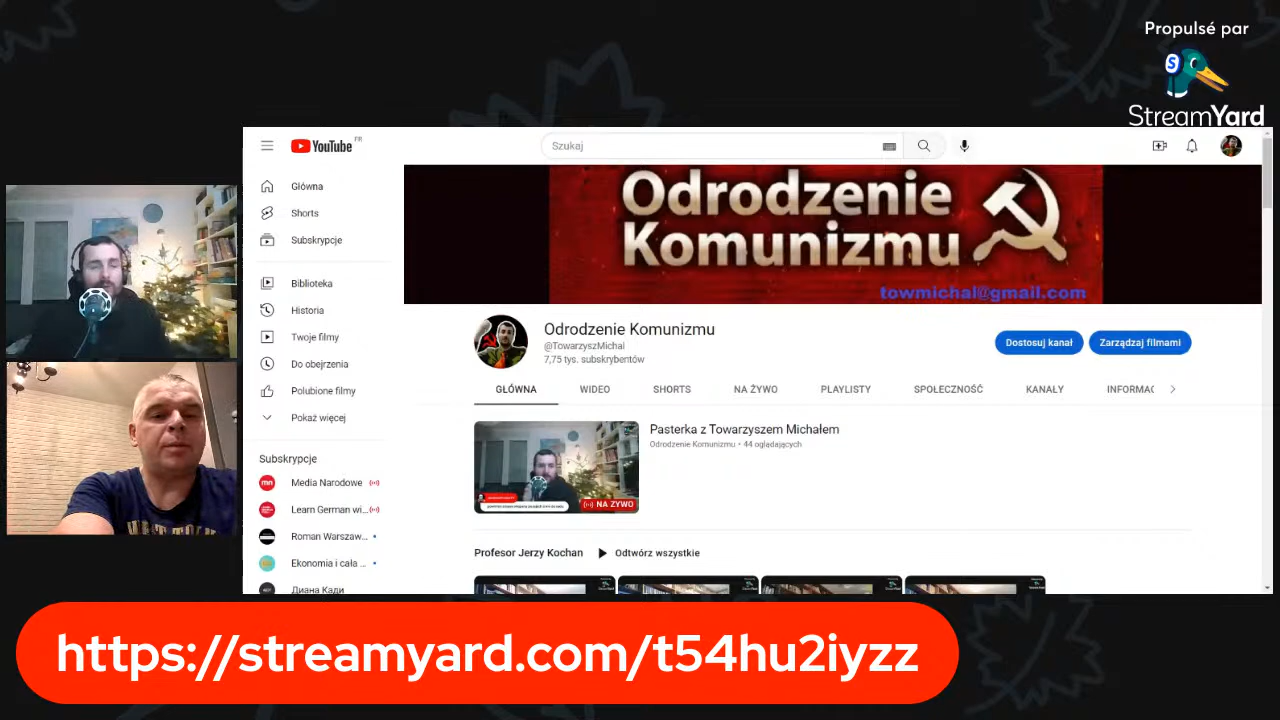 Propulsé par
StreamYard
YouTube FR
Szukaj
Główna
Shorts
Subskrypcje
Biblioteka
Historia
Twoje filmy
Do obejrzenia
Polubione filmy
Pokaż więcej
Subskrypcje
Media Narodowe
Learn German wi...
Roman Warszaw...
Ekonomia i cała ...
Диана Кади
Odrodzenie
Komunizmu
towmichal@gmail.com
Odrodzenie Komunizmu
@TowarzyszMichal
7,75 tys. subskrybentów
Dostosuj kanał
Zarządzaj filmami
GŁÓWNA WIDEO SHORTS NA ŻYWO PLAYLISTY SPOŁECZNOŚĆ KANAŁY INFORMAC
Pasterka z Towarzyszem Michałem
Odrodzenie Komunizmu • 44 oglądających
NA ŻYWO
Profesor Jerzy Kochan Odtwórz wszystkie
https://streamyard.com/t54hu2iyzz